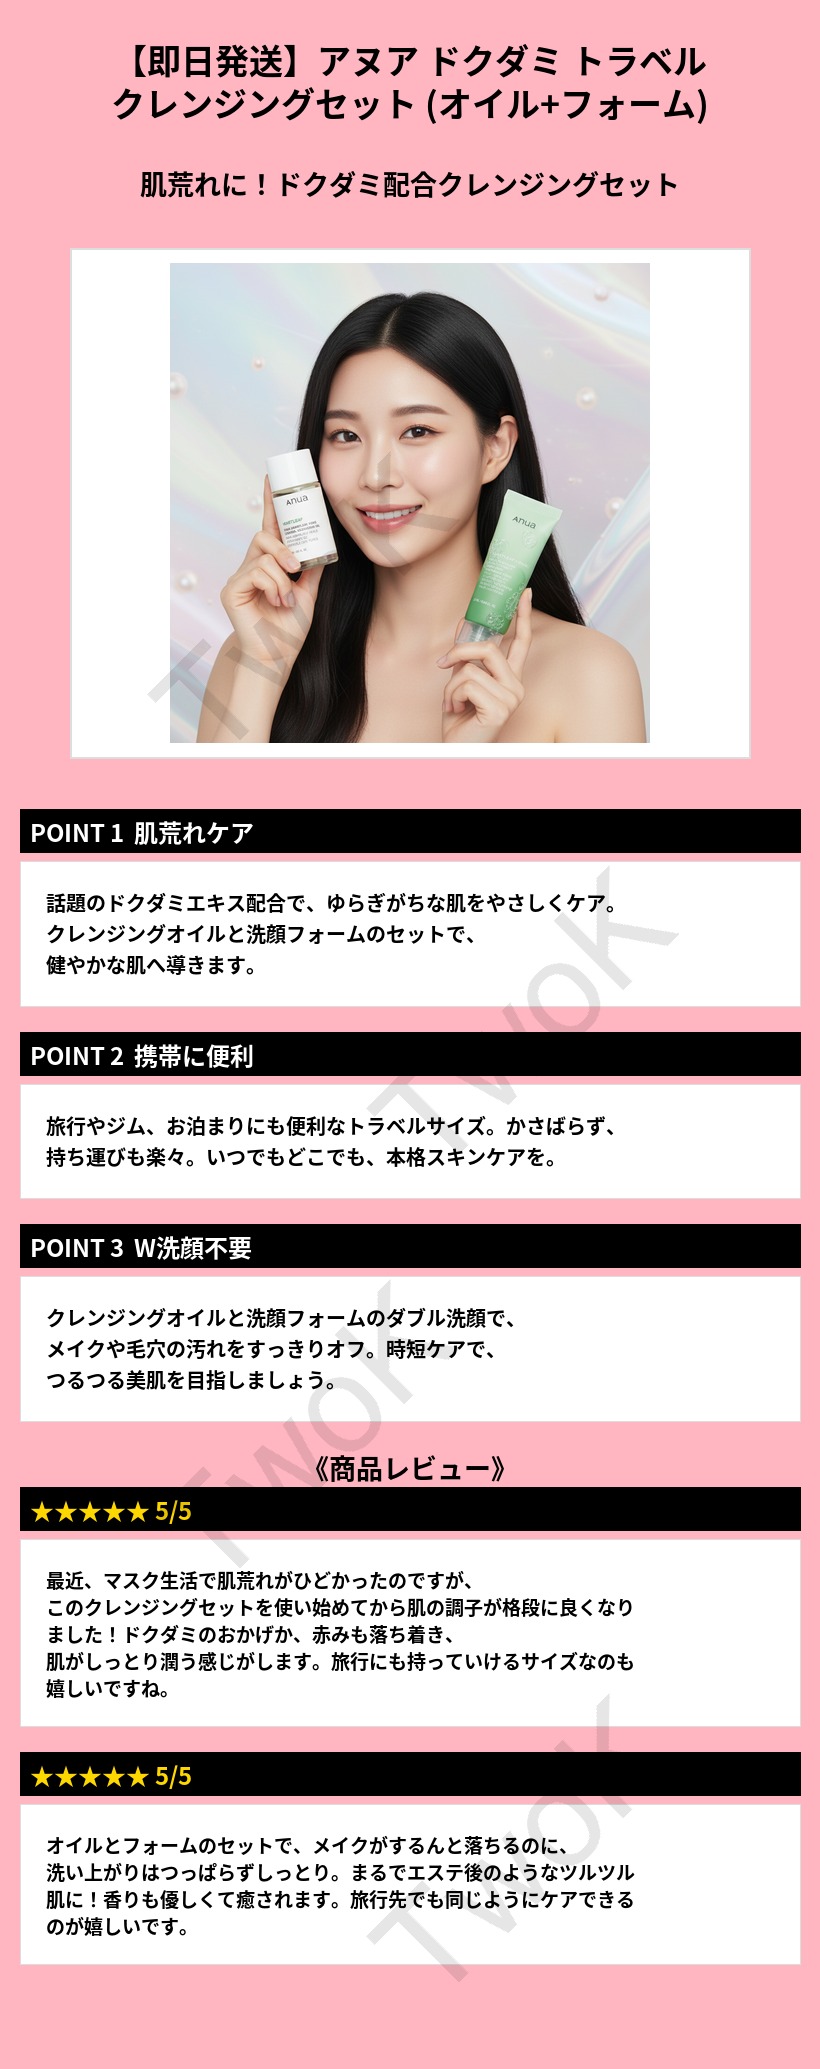 【即日発送】アヌア ドクダミ トラベル
クレンジングセット (オイル+フォーム)
肌荒れに！ドクダミ配合クレンジングセット
Anua
Anua
TwoK
POINT 1 肌荒れケア
話題のドクダミエキス配合で、ゆらぎがちな肌をやさしくケア。
クレンジングオイルと洗顔フォームのセットで、
健やかな肌へ導きます。
TwoK
POINT 2 携帯に便利
旅行やジム、お泊まりにも便利なトラベルサイズ。かさばらず、
持ち運びも楽々。いつでもどこでも、本格スキンケアを。
POINT 3 W洗顔不要
クレンジングオイルと洗顔フォームのダブル洗顔で、
メイクや毛穴の汚れをすっきりオフ。時短ケアで、
つるつる美肌を目指しましょう。
TwoK
《商品レビュー》
★★★★★ 5/5
最近、マスク生活で肌荒れがひどかったのですが、
このクレンジングセットを使い始めてから肌の調子が格段に良くなり
ました！ドクダミのおかげか、赤みも落ち着き、
肌がしっとり潤う感じがします。旅行にも持っていけるサイズなのも
嬉しいですね。
★★★★★ 5/5
オイルとフォームのセットで、メイクがするんと落ちるのに、
洗い上がりはつっぱらずしっとり。まるでエステ後のようなツルツル
肌に！香りも優しくて癒されます。旅行先でも同じようにケアできる
のが嬉しいです。
TwoK